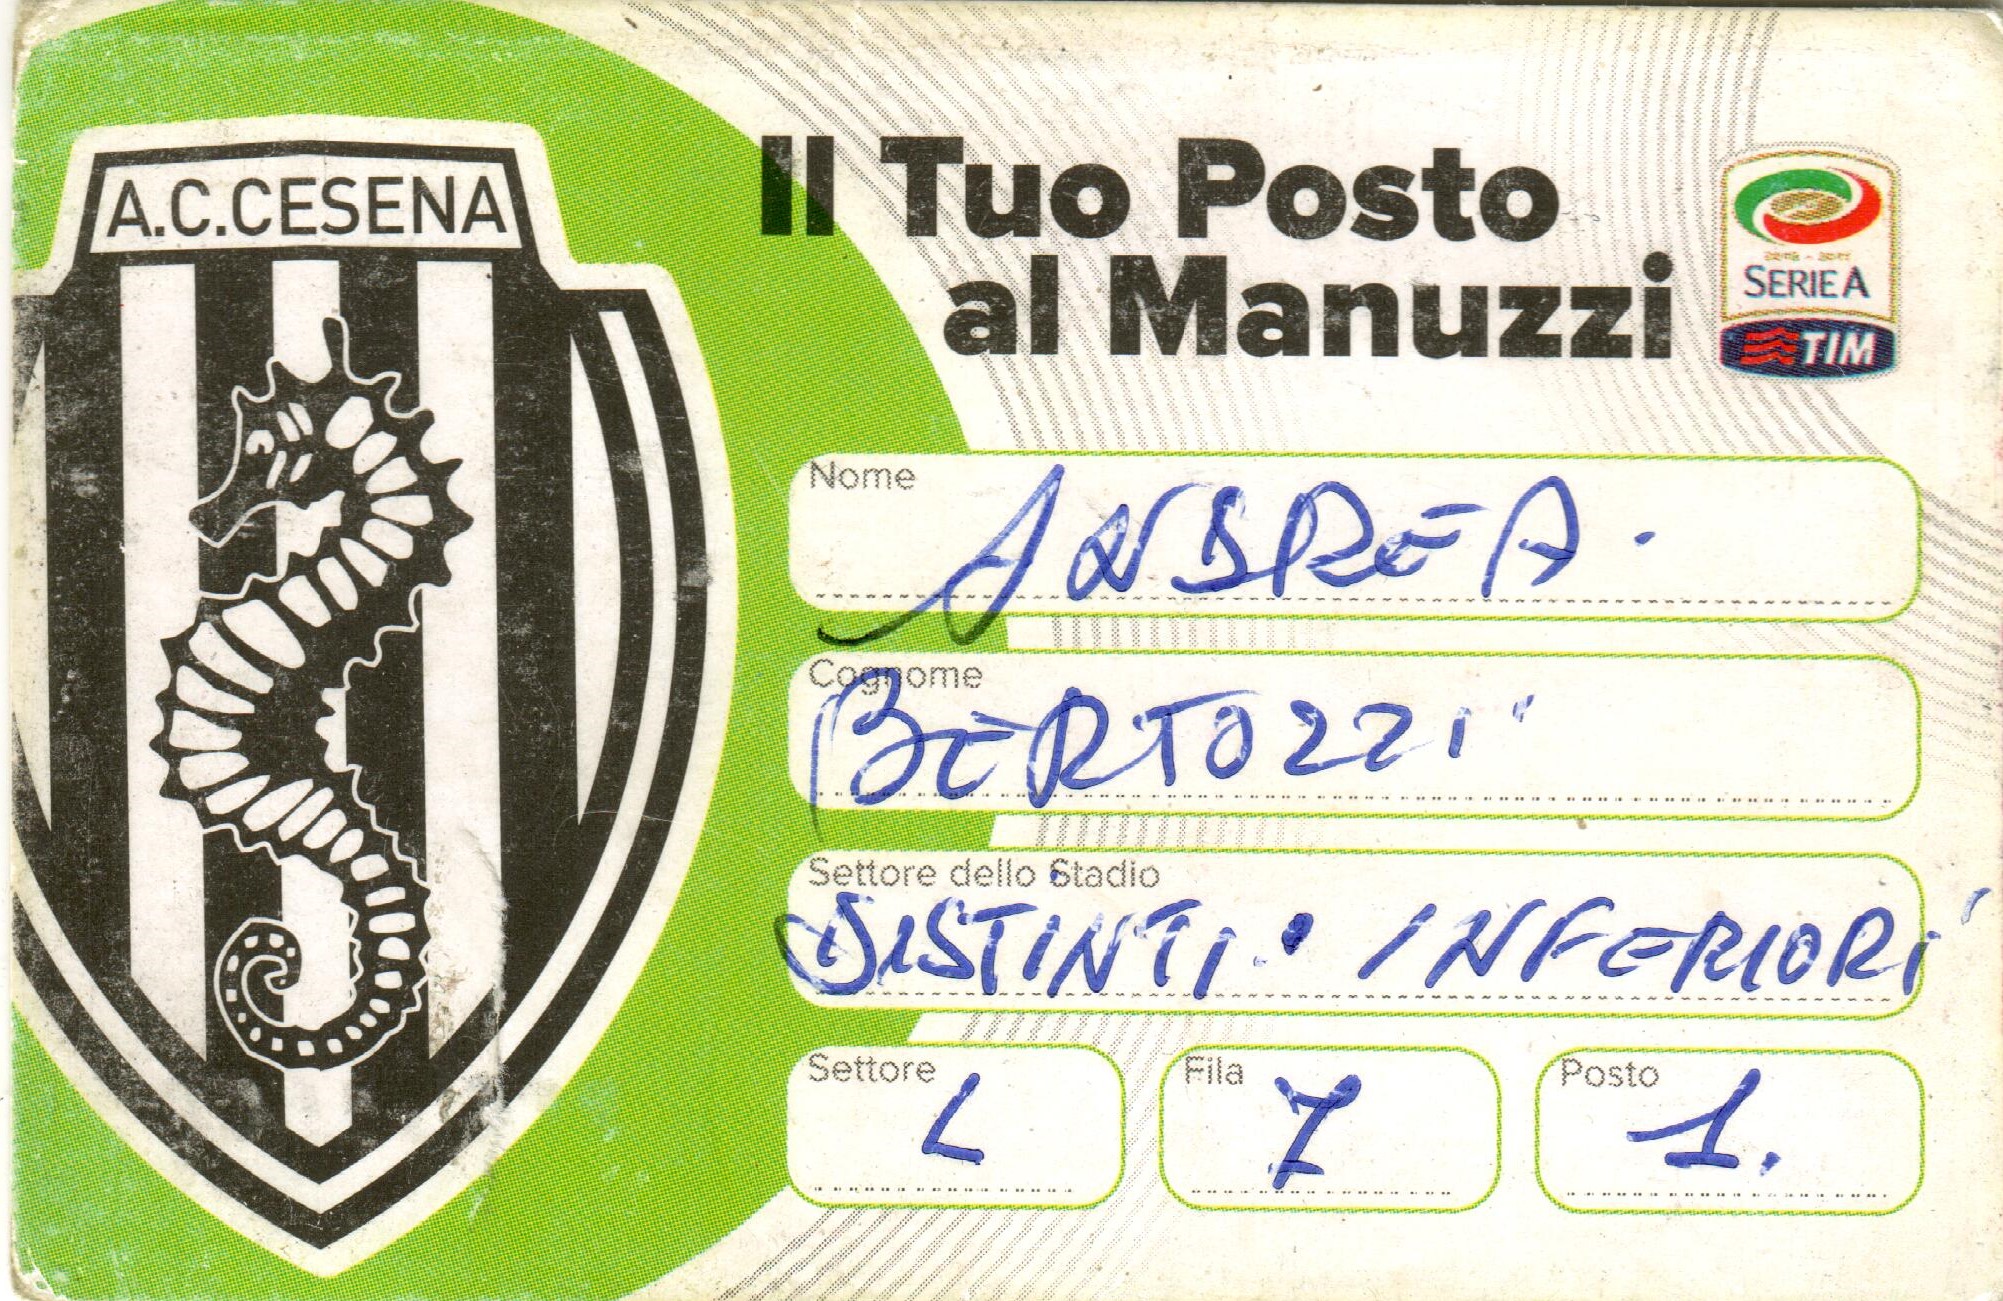 A.C.CESENA
Il Tuo Posto
al Manuzzi
SERIE A
TIM
Nome
ANDREA.
Cognome
BERTOZZI
Settore dello Stadio
DISTINTI. INFERIORI
Settore
L
Fila
7
Posto
1.